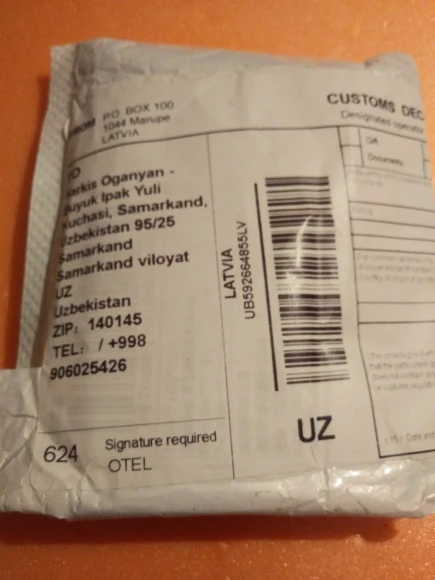 FROM PO BOX 100
1044 Marupe
LATVIA
TO
Sarkis Oganyan -
Buyuk Ipak Yuli
kuchasi, Samarkand,
Uzbekistan 95/25
Samarkand
Samarkand viloyat
UZ
Uzbekistan
ZIP: 140145
TEL: / +998
906025426
624
Signature required
OTEL
LATVIA
UB592664855LV
UZ
CUSTOMS DEC
Designated operator
Gift
Documents